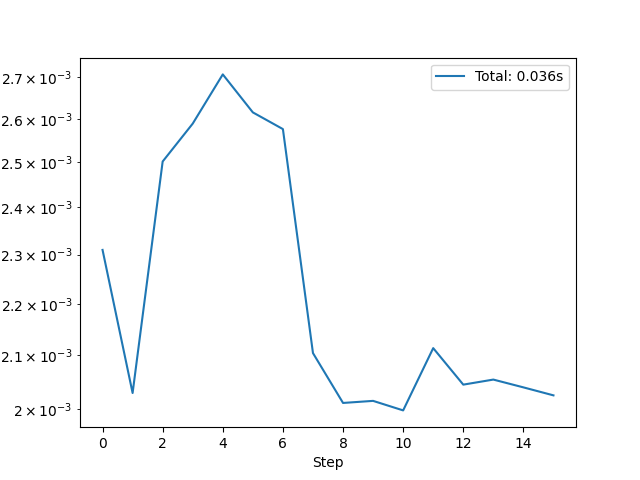 Total: 0.036s
2.7 × 10⁻³
2.6 × 10⁻³
2.5 × 10⁻³
2.4 × 10⁻³
2.3 × 10⁻³
2.2 × 10⁻³
2.1 × 10⁻³
2 × 10⁻³
0 2 4 6 8 10 12 14
Step